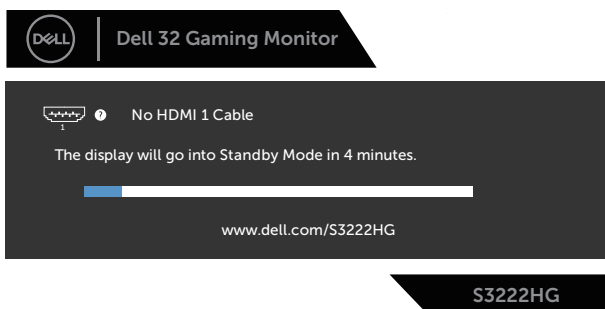 DELL
Dell 32 Gaming Monitor
? No HDMI 1 Cable
1
The display will go into Standby Mode in 4 minutes.
www.dell.com/S3222HG
S3222HG